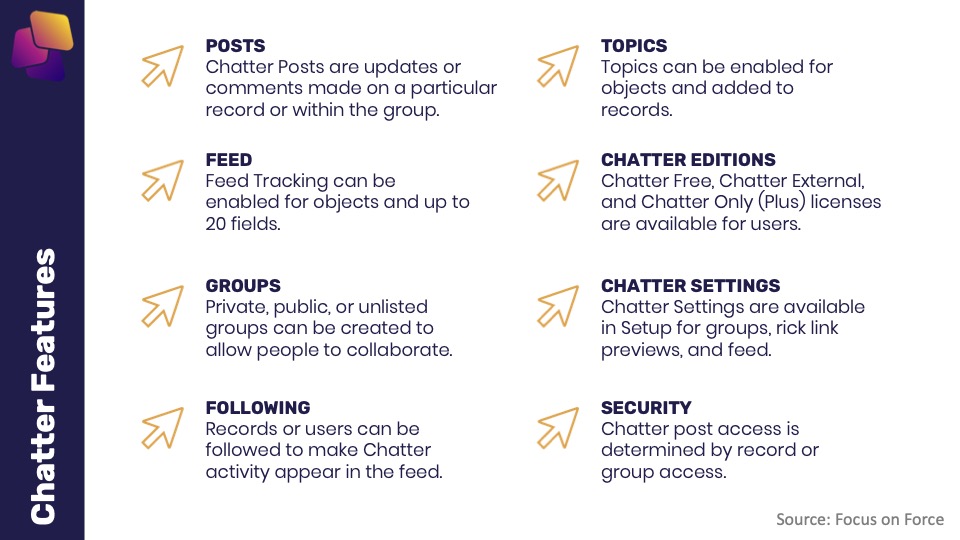 Chatter Features
POSTS
Chatter Posts are updates or
comments made on a particular
record or within the group.
FEED
Feed Tracking can be
enabled for objects and up to
20 fields.
GROUPS
Private, public, or unlisted
groups can be created to
allow people to collaborate.
FOLLOWING
Records or users can be
followed to make Chatter
activity appear in the feed.
TOPICS
Topics can be enabled for
objects and added to
records.
CHATTER EDITIONS
Chatter Free, Chatter External,
and Chatter Only (Plus) licenses
are available for users.
CHATTER SETTINGS
Chatter Settings are available
in Setup for groups, rick link
previews, and feed.
SECURITY
Chatter post access is
determined by record or
group access.
Source: Focus on Force